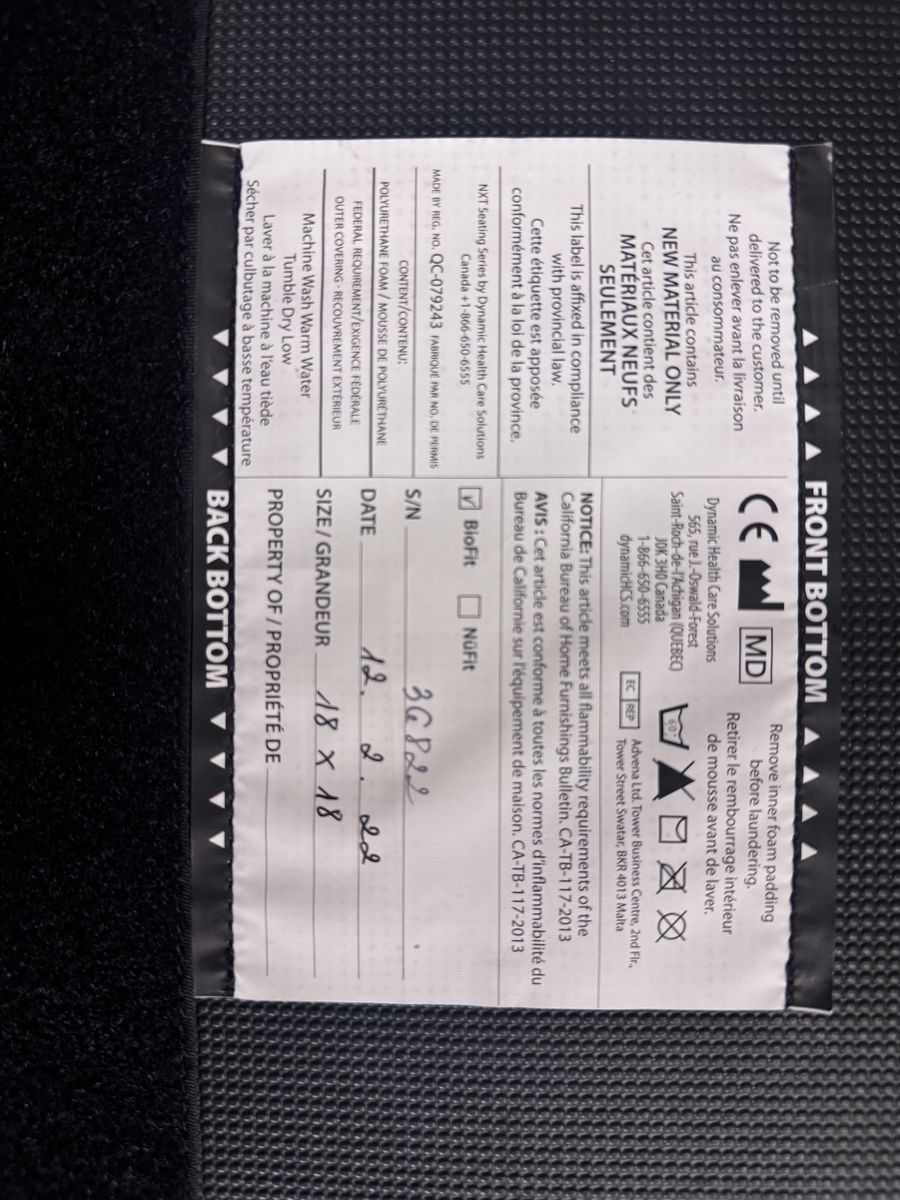 FRONT BOTTOM
Not to be removed until
delivered to the customer.
Ne pas enlever avant la livraison
au consommateur.
This article contains
NEW MATERIAL ONLY
Cet article contient des
MATÉRIAUX NEUFS
SEULEMENT
This label is affixed in compliance
with provincial law.
Cette étiquette est apposée
conformément à la loi de la province.
NXT Seating Series by Dynamic Health Care Solutions
Canada +1-866-650-6555
MADE BY REG. NO. QC-079243 FABRIQUÉ PAR NO. DE PERMIS
CONTENT/CONTENU:
POLYURETHANE FOAM / MOUSSE DE POLYURÉTHANE
FEDERAL REQUIREMENT/EXIGENCE FÉDÉRALE
OUTER COVERING - RECOUVREMENT EXTÉRIEUR
Machine Wash Warm Water
Tumble Dry Low
Laver à la machine à l'eau tiède
Sécher par culbutage à basse température
CE MD
Dynamic Health Care Solutions
565, rue J.-Oswald-Forest
Saint-Roch-de-l'Achigan (QUEBEC)
J0K 3H0 Canada
1-866-650-6555
dynamicHCS.com
Remove inner foam padding
before laundering.
Retirer le rembourrage intérieur
de mousse avant de laver.
60°
EC REP
Advena Ltd. Tower Business Centre, 2nd Flr.,
Tower Street Swatar, BKR 4013 Malta
NOTICE: This article meets all flammability requirements of the
California Bureau of Home Furnishings Bulletin. CA-TB-117-2013
AVIS : Cet article est conforme à toutes les normes d'inflammabilité du
Bureau de Californie sur l'équipement de maison. CA-TB-117-2013
BioFit NüFit
S/N 36822
DATE 12. 2. 22
SIZE / GRANDEUR 18 X 18
PROPERTY OF / PROPRIÉTÉ DE
BACK BOTTOM